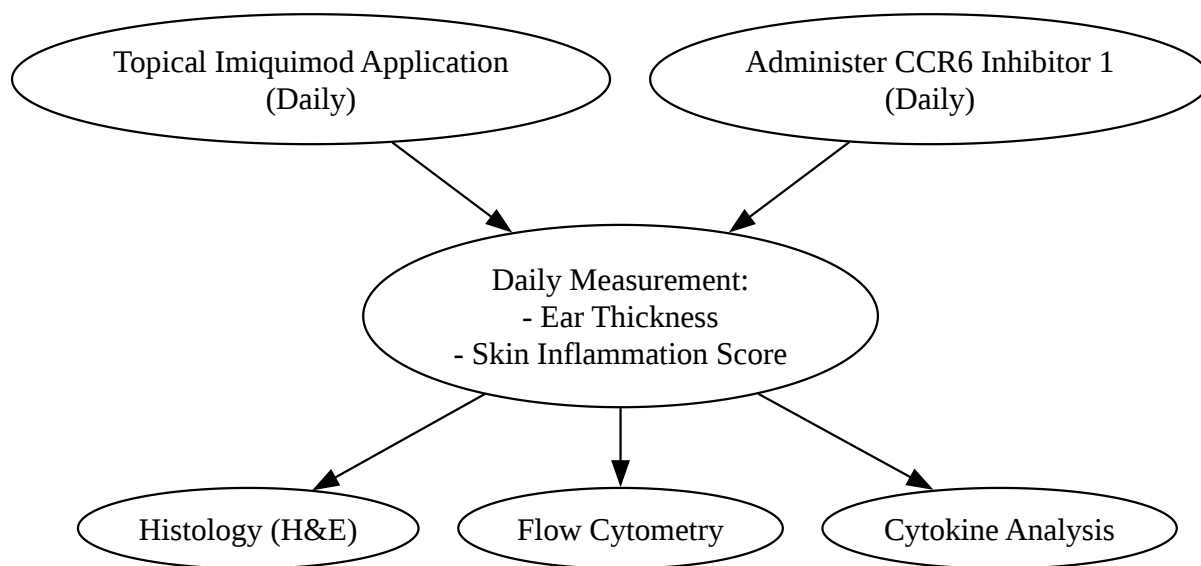 Topical Imiquimod Application
(Daily)
Administer CCR6 Inhibitor 1
(Daily)
Daily Measurement:
- Ear Thickness
- Skin Inflammation Score
Histology (H&E)
Flow Cytometry
Cytokine Analysis